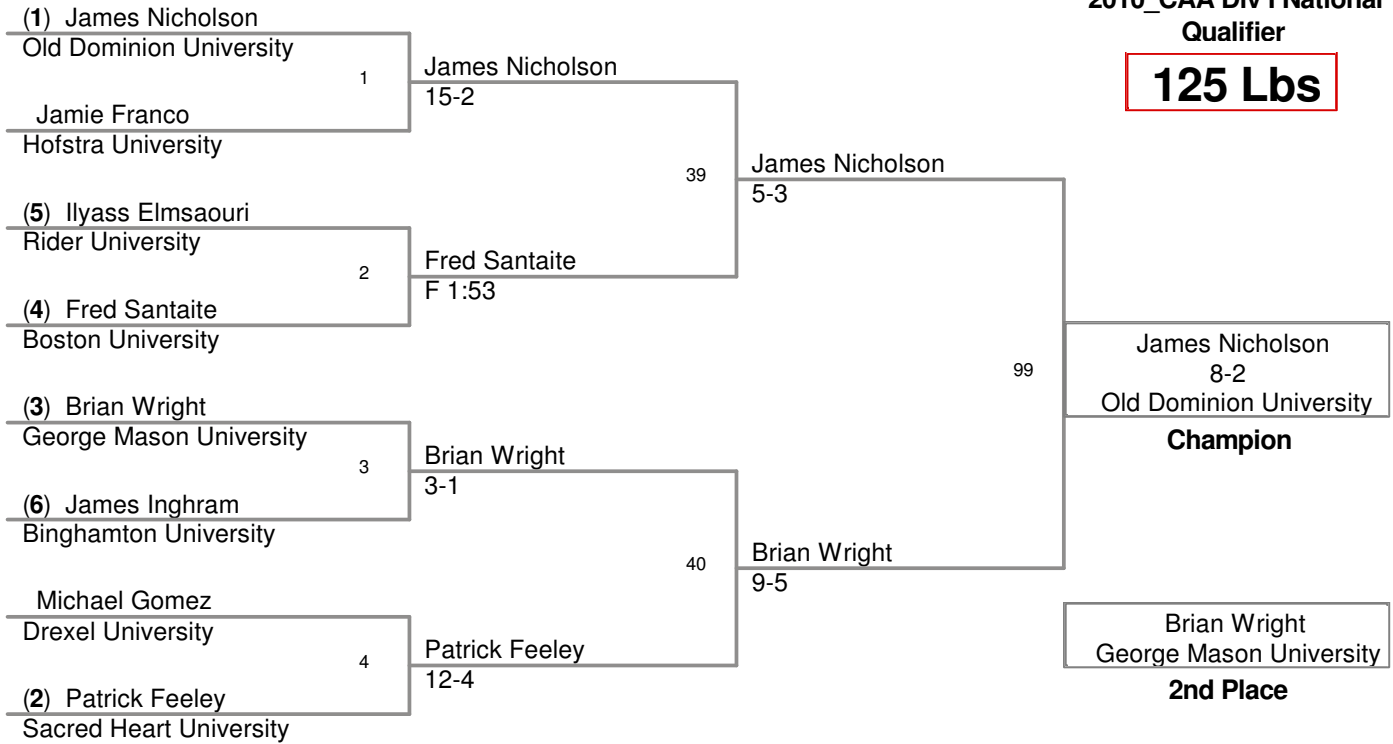 2010_CAA Div I National
Qualifier
125 Lbs
(1) James Nicholson
Old Dominion University
1
Jamie Franco
Hofstra University
James Nicholson
15-2
(5) Ilyass Elmsaouri
Rider University
2
(4) Fred Santaite
Boston University
Fred Santaite
F 1:53
39
James Nicholson
5-3
(3) Brian Wright
George Mason University
3
(6) James Inghram
Binghamton University
Brian Wright
3-1
Michael Gomez
Drexel University
4
(2) Patrick Feeley
Sacred Heart University
Patrick Feeley
12-4
40
Brian Wright
9-5
99
James Nicholson
8-2
Old Dominion University
Champion
Brian Wright
George Mason University
2nd Place